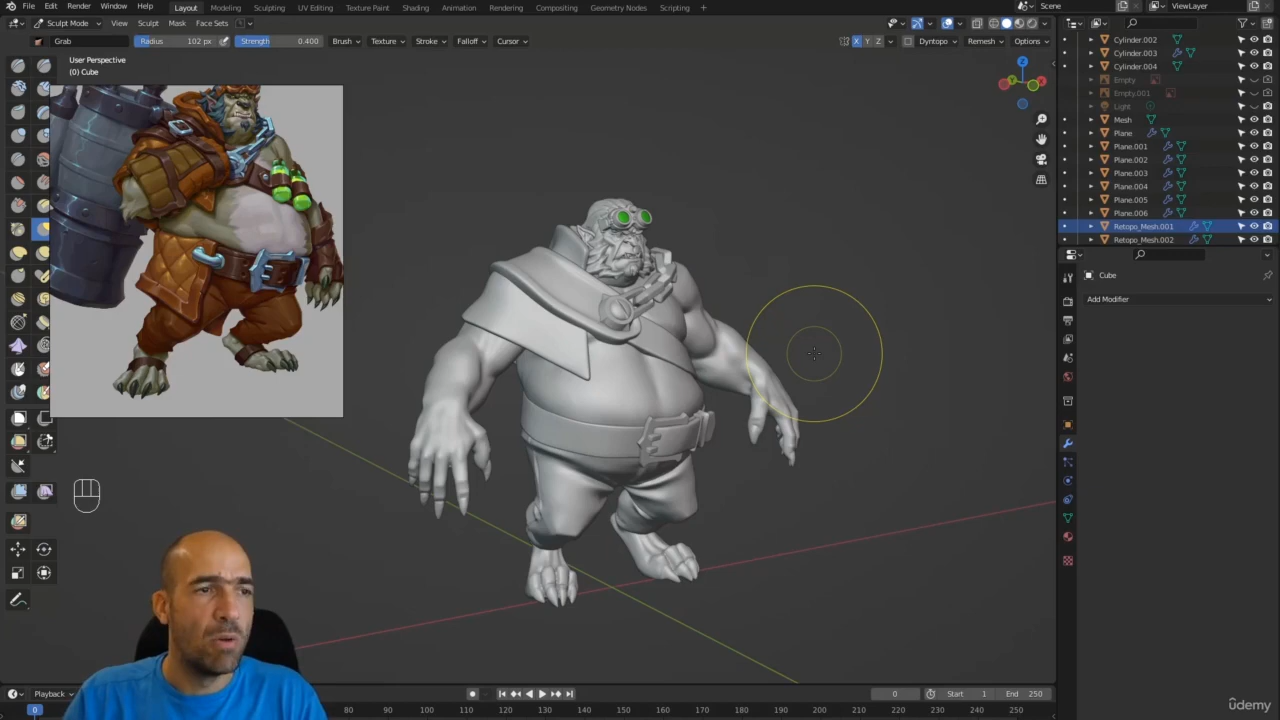 File Edit Render Window Help Layout Modeling Sculpting UV Editing Texture Paint Shading Animation Rendering Compositing Geometry Nodes Scripting + Scene ViewLayer
Sculpt Mode View Sculpt Mask Face Sets
Grab Radius 102 px Strength 0.400 Brush Texture Stroke Falloff Cursor X Y Z Dyntopo Remesh Options
User Perspective
(0) Cube
Cylinder.002
Cylinder.003
Cylinder.004
Empty
Empty.001
Light
Mesh
Plane
Plane.001
Plane.002
Plane.003
Plane.004
Plane.005
Plane.006
Retopo_Mesh.001
Retopo_Mesh.002
Cube
Add Modifier
Playback 0 Start 1 End 250
0 80 90 100 110 120 130 140 150 160 170 180 190 200 210 220 230 240 250
ûdemy